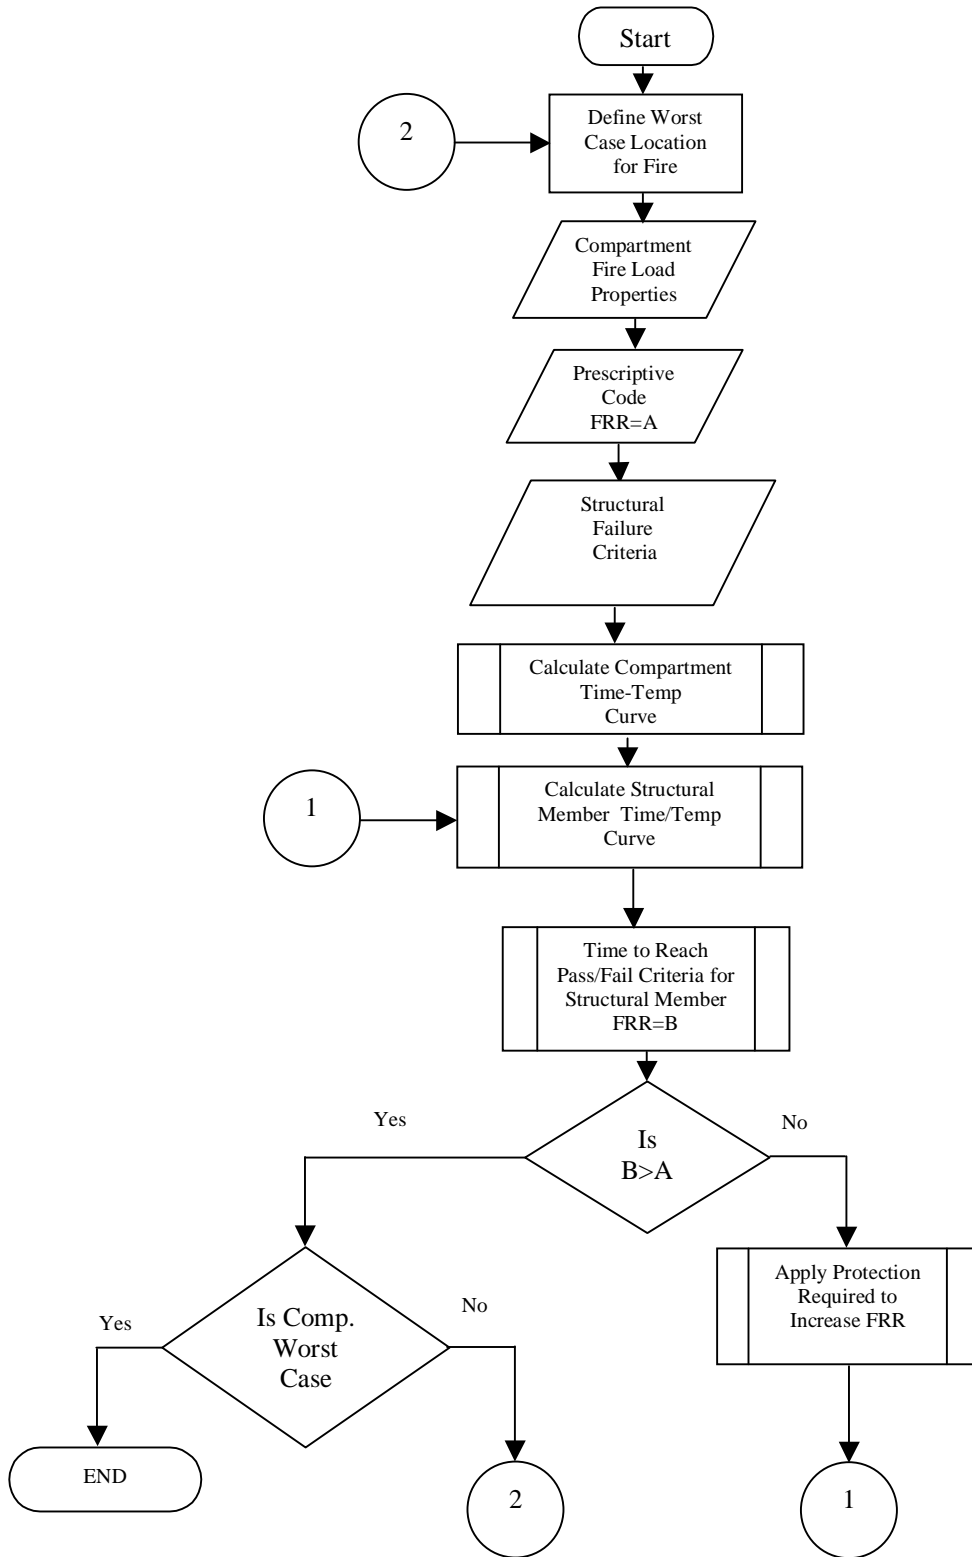 Start
2
Define Worst
Case Location
for Fire
Compartment
Fire Load
Properties
Prescriptive
Code
FRR=A
Structural
Failure
Criteria
Calculate Compartment
Time-Temp
Curve
1
Calculate Structural
Member Time/Temp
Curve
Time to Reach
Pass/Fail Criteria for
Structural Member
FRR=B
Yes
Is
B>A
No
Apply Protection
Required to
Increase FRR
Yes
Is Comp.
Worst
Case
No
END
2
1